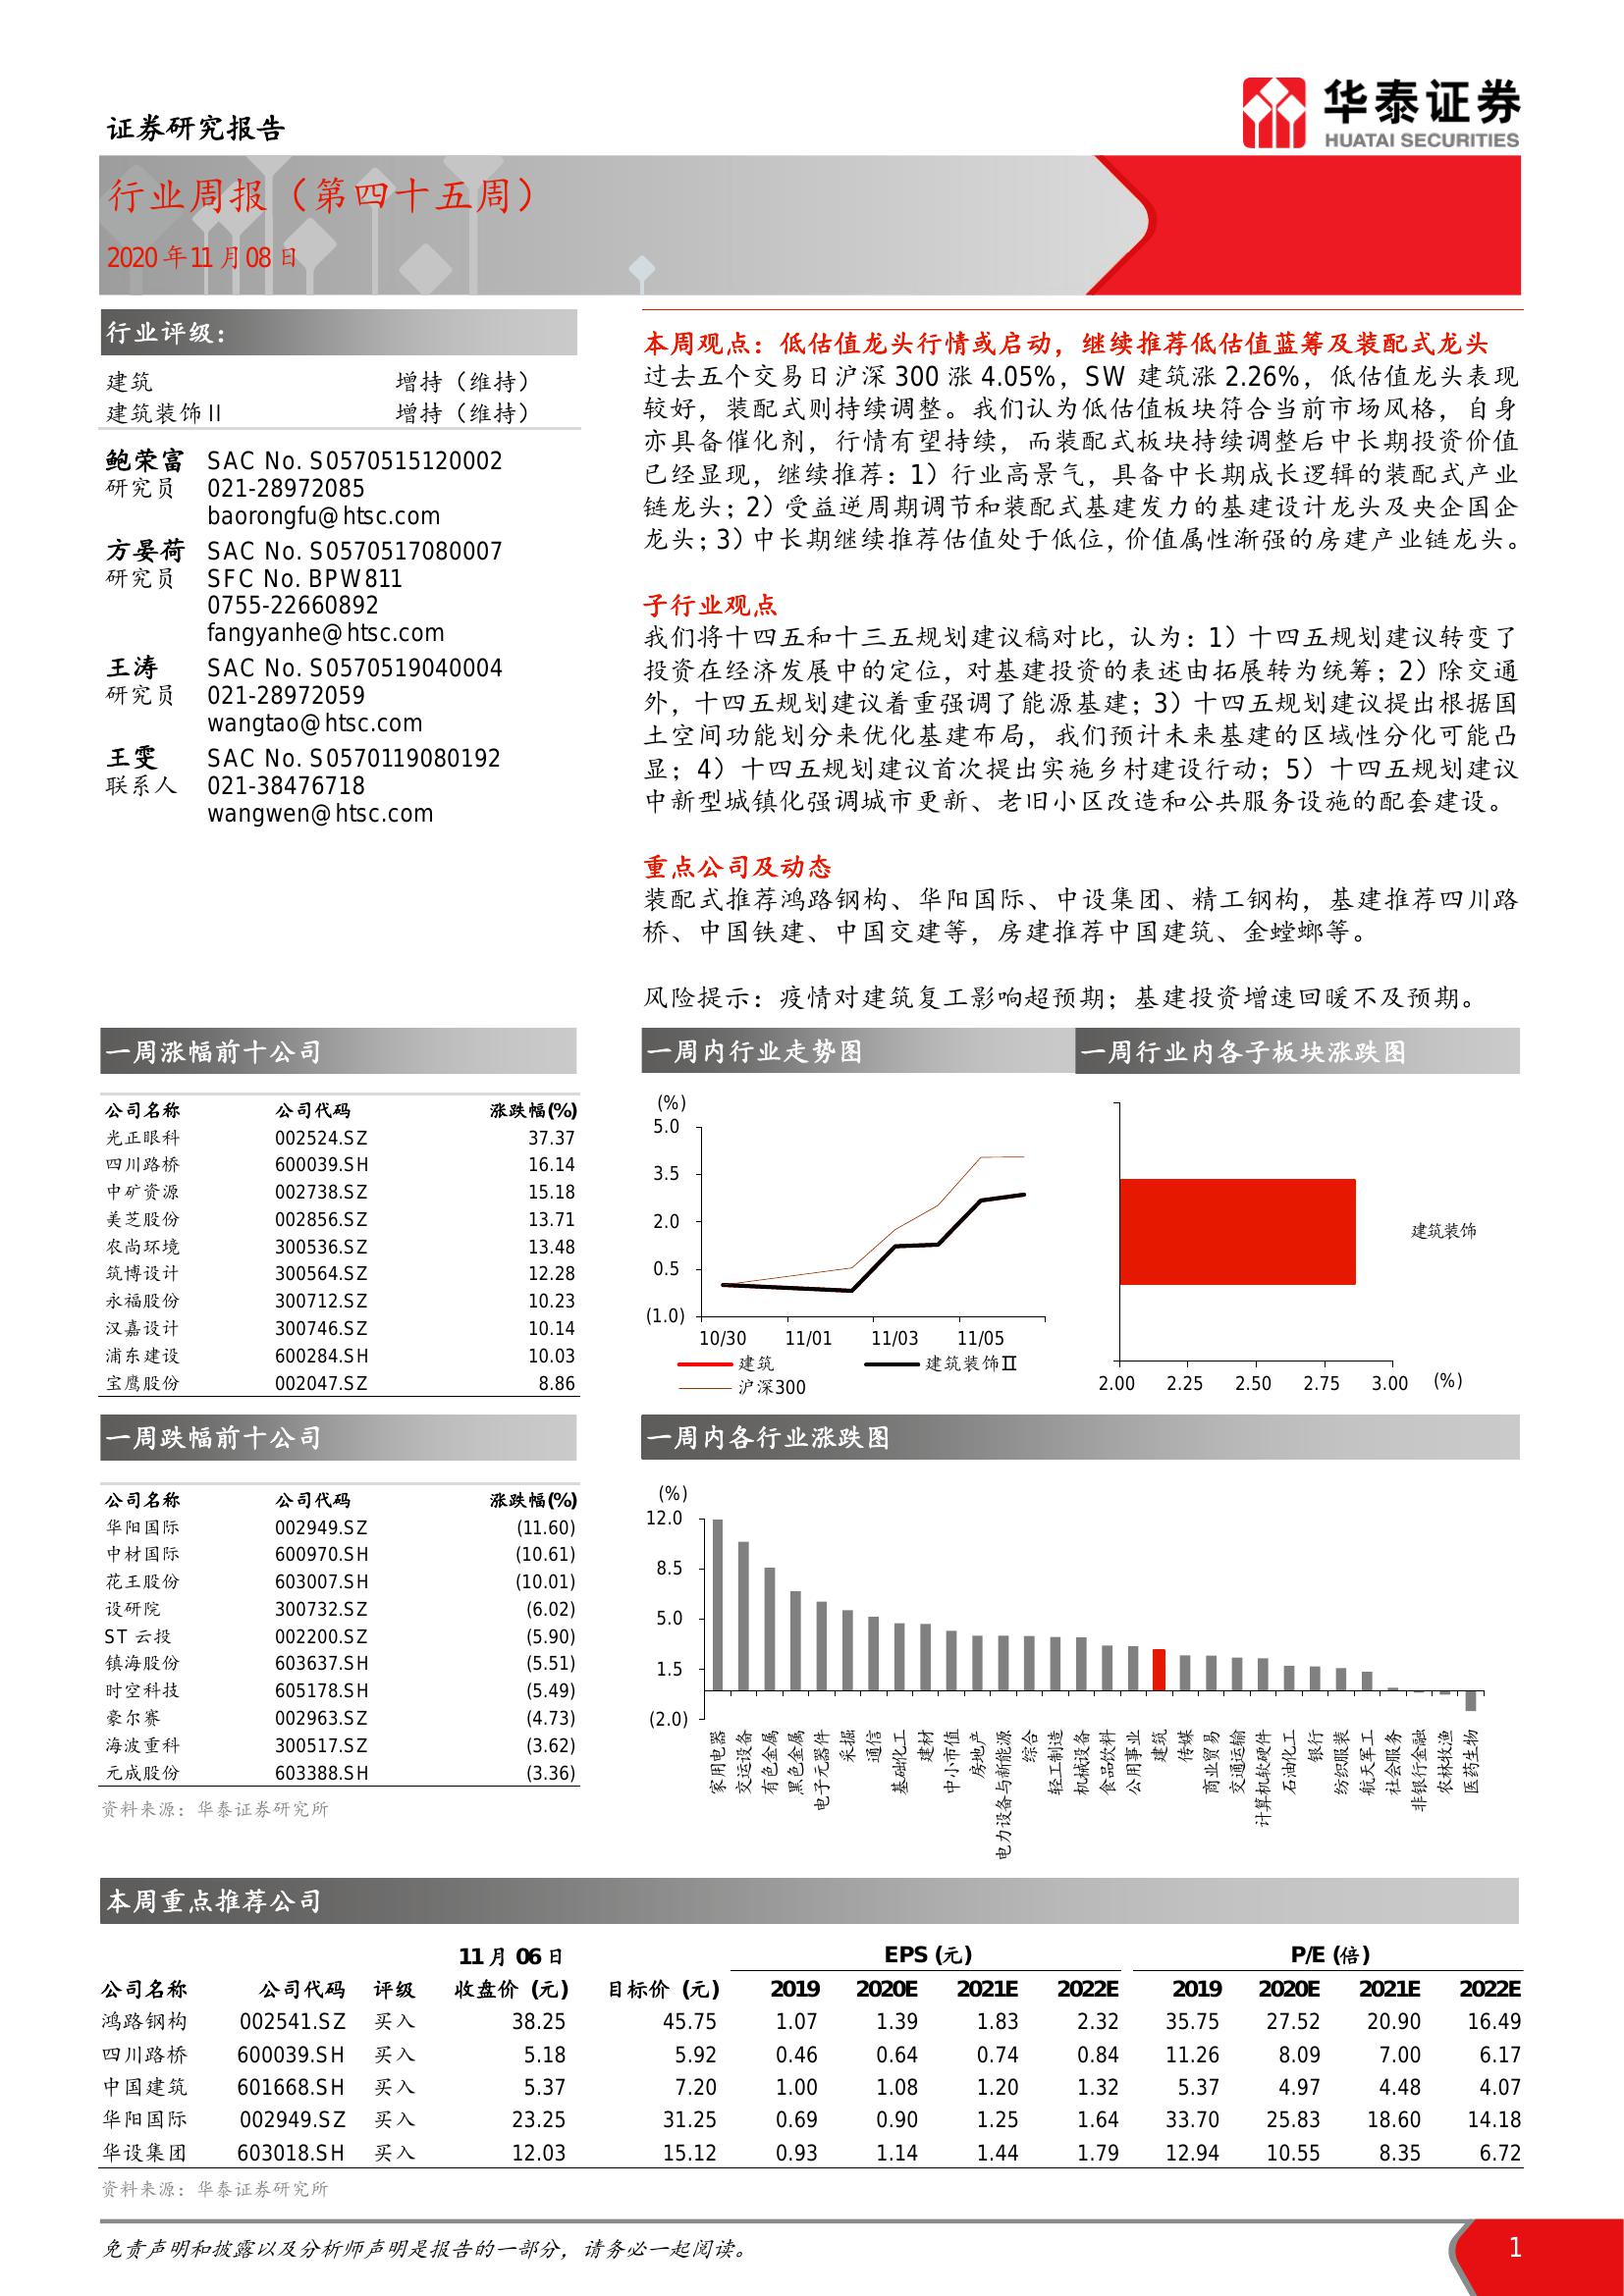 证券研究报告
华泰证券
HUATAI SECURITIES
行业周报（第四十五周）
2020年11月08日
行业评级：
建筑 增持（维持）
建筑装饰II 增持（维持）
鲍荣富 SAC No. S0570515120002
研究员 021-28972085
baorongfu@htsc.com
方晏荷 SAC No. S0570517080007
研究员 SFC No. BPW811
0755-22660892
fangyanhe@htsc.com
王涛 SAC No. S0570519040004
研究员 021-28972059
wangtao@htsc.com
王雯 SAC No. S0570119080192
联系人 021-38476718
wangwen@htsc.com
本周观点：低估值龙头行情或启动，继续推荐低估值蓝筹及装配式龙头
过去五个交易日沪深 300 涨 4.05%，SW 建筑涨 2.26%，低估值龙头表现
较好，装配式则持续调整。我们认为低估值板块符合当前市场风格，自身
亦具备催化剂，行情有望持续，而装配式板块持续调整后中长期投资价值
已经显现，继续推荐：1）行业高景气，具备中长期成长逻辑的装配式产业
链龙头；2）受益逆周期调节和装配式基建发力的基建设计龙头及央企国企
龙头；3）中长期继续推荐估值处于低位，价值属性渐强的房建产业链龙头。
子行业观点
我们将十四五和十三五规划建议稿对比，认为：1）十四五规划建议转变了
投资在经济发展中的定位，对基建投资的表述由拓展转为统筹；2）除交通
外，十四五规划建议着重强调了能源基建；3）十四五规划建议提出根据国
土空间功能划分来优化基建布局，我们预计未来基建的区域性分化可能凸
显；4）十四五规划建议首次提出实施乡村建设行动；5）十四五规划建议
中新型城镇化强调城市更新、老旧小区改造和公共服务设施的配套建设。
重点公司及动态
装配式推荐鸿路钢构、华阳国际、中设集团、精工钢构，基建推荐四川路
桥、中国铁建、中国交建等，房建推荐中国建筑、金螳螂等。
风险提示：疫情对建筑复工影响超预期；基建投资增速回暖不及预期。
一周涨幅前十公司
公司名称 公司代码 涨跌幅(%)
光正眼科 002524.SZ 37.37
四川路桥 600039.SH 16.14
中矿资源 002738.SZ 15.18
美芝股份 002856.SZ 13.71
农尚环境 300536.SZ 13.48
筑博设计 300564.SZ 12.28
永福股份 300712.SZ 10.23
汉嘉设计 300746.SZ 10.14
浦东建设 600284.SH 10.03
宝鹰股份 002047.SZ 8.86
一周内行业走势图
(%)
5.0
3.5
2.0
0.5
(1.0)
10/30 11/01 11/03 11/05
建筑 建筑装饰II
沪深300
一周行业内各子板块涨跌图
建筑装饰
2.00 2.25 2.50 2.75 3.00 (%)
一周跌幅前十公司
公司名称 公司代码 涨跌幅(%)
华阳国际 002949.SZ (11.60)
中材国际 600970.SH (10.61)
花王股份 603007.SH (10.01)
设研院 300732.SZ (6.02)
ST 云投 002200.SZ (5.90)
镇海股份 603637.SH (5.51)
时空科技 605178.SH (5.49)
豪尔赛 002963.SZ (4.73)
海波重科 300517.SZ (3.62)
元成股份 603388.SH (3.36)
资料来源：华泰证券研究所
一周内各行业涨跌图
(%)
12.0
8.5
5.0
1.5
(2.0)
家用电器
交运设备
有色金属
黑色金属
电子元器件
采掘
通信
基础化工
建材
中小市值
房地产
电力设备与新能源
综合
轻工制造
机械设备
食品饮料
公用事业
建筑
传媒
商业贸易
交通运输
计算机软硬件
石油化工
银行
纺织服装
航天军工
社会服务
非银行金融
农林牧渔
医药生物
本周重点推荐公司
11月 06日 EPS (元) P/E (倍)
公司名称 公司代码 评级 收盘价 (元) 目标价 (元) 2019 2020E 2021E 2022E 2019 2020E 2021E 2022E
鸿路钢构 002541.SZ 买入 38.25 45.75 1.07 1.39 1.83 2.32 35.75 27.52 20.90 16.49
四川路桥 600039.SH 买入 5.18 5.92 0.46 0.64 0.74 0.84 11.26 8.09 7.00 6.17
中国建筑 601668.SH 买入 5.37 7.20 1.00 1.08 1.20 1.32 5.37 4.97 4.48 4.07
华阳国际 002949.SZ 买入 23.25 31.25 0.69 0.90 1.25 1.64 33.70 25.83 18.60 14.18
华设集团 603018.SH 买入 12.03 15.12 0.93 1.14 1.44 1.79 12.94 10.55 8.35 6.72
资料来源：华泰证券研究所
免责声明和披露以及分析师声明是报告的一部分，请务必一起阅读。
1